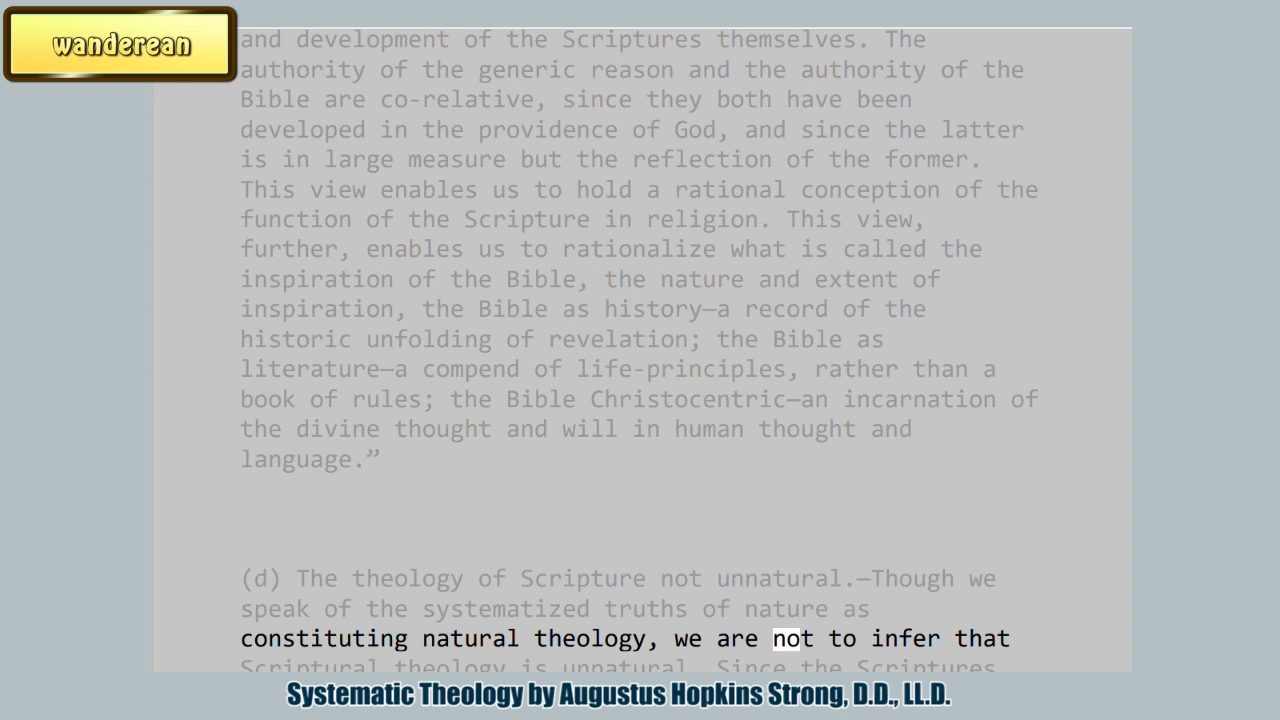 wanderean
and development of the Scriptures themselves. The
authority of the generic reason and the authority of the
Bible are co-relative, since they both have been
developed in the providence of God, and since the latter
is in large measure but the reflection of the former.
This view enables us to hold a rational conception of the
function of the Scripture in religion. This view,
further, enables us to rationalize what is called the
inspiration of the Bible, the nature and extent of
inspiration, the Bible as history—a record of the
historic unfolding of revelation; the Bible as
literature—a compend of life-principles, rather than a
book of rules; the Bible Christocentric—an incarnation of
the divine thought and will in human thought and
language.”
(d) The theology of Scripture not unnatural.—Though we
speak of the systematized truths of nature as
constituting natural theology, we are not to infer that
Scriptural theology is unnatural. Since the Scriptures
Systematic Theology by Augustus Hopkins Strong, D.D., LL.D.